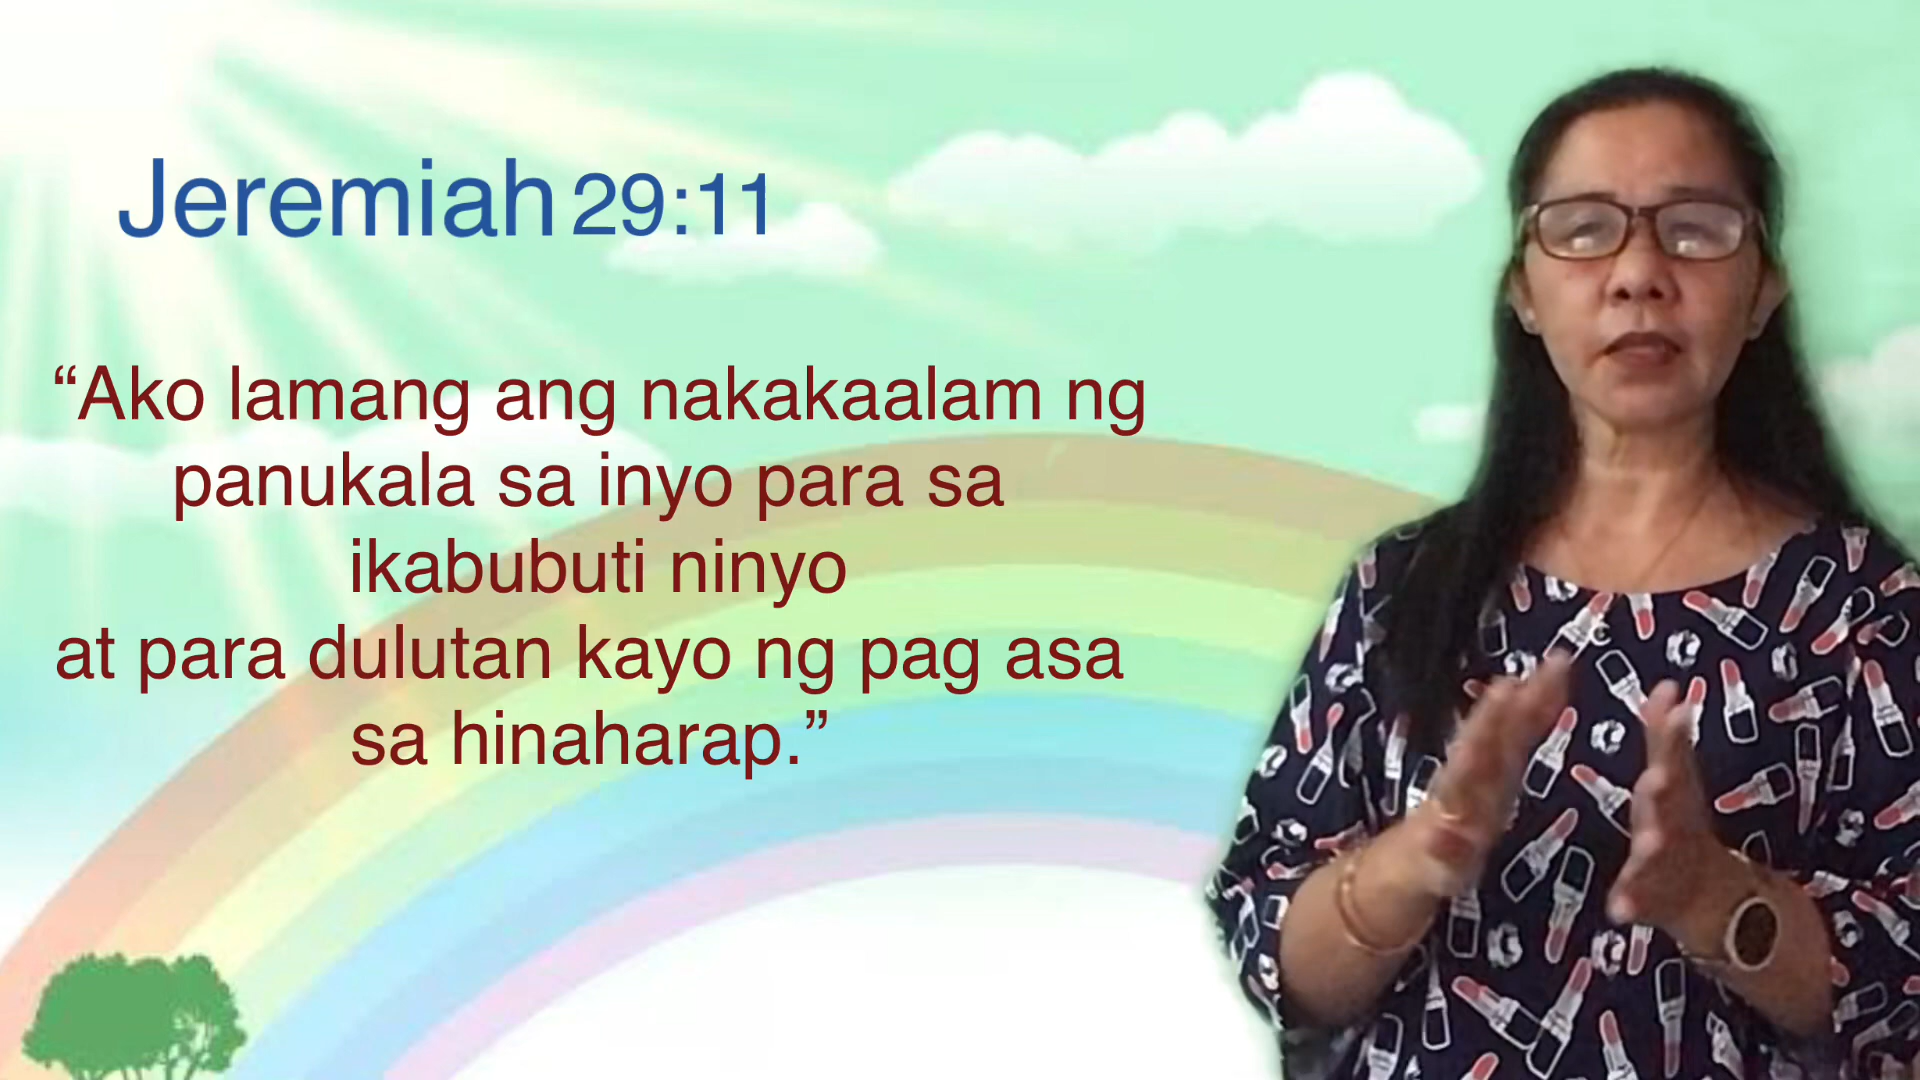 Jeremiah 29:11
“Ako lamang ang nakakaalam ng
panukala sa inyo para sa
ikabubuti ninyo
at para dulutan kayo ng pag asa
sa hinaharap.”